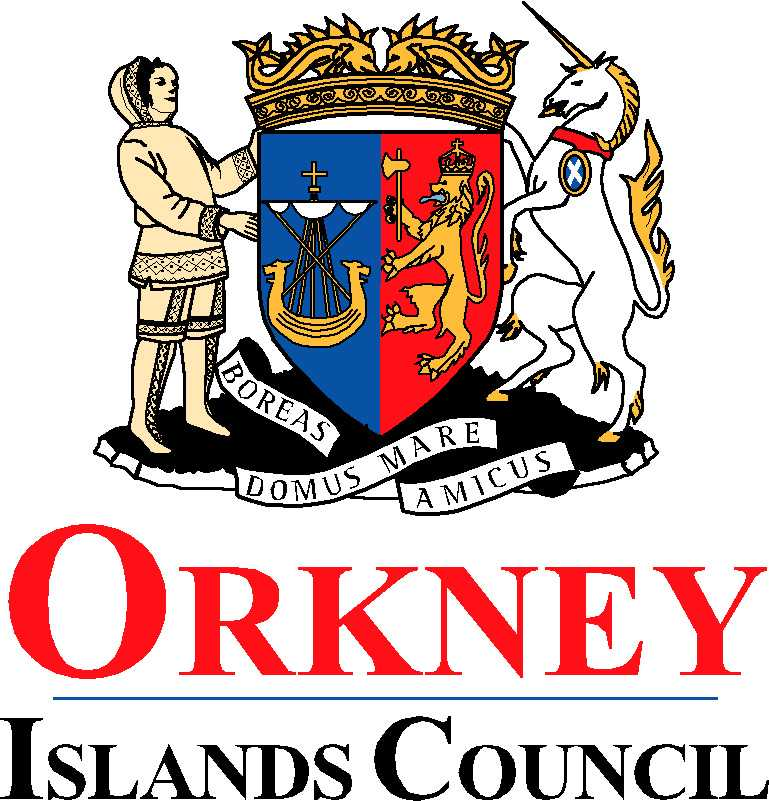 BOREAS
DOMUS MARE
AMICUS
ORKNEY
ISLANDS COUNCIL